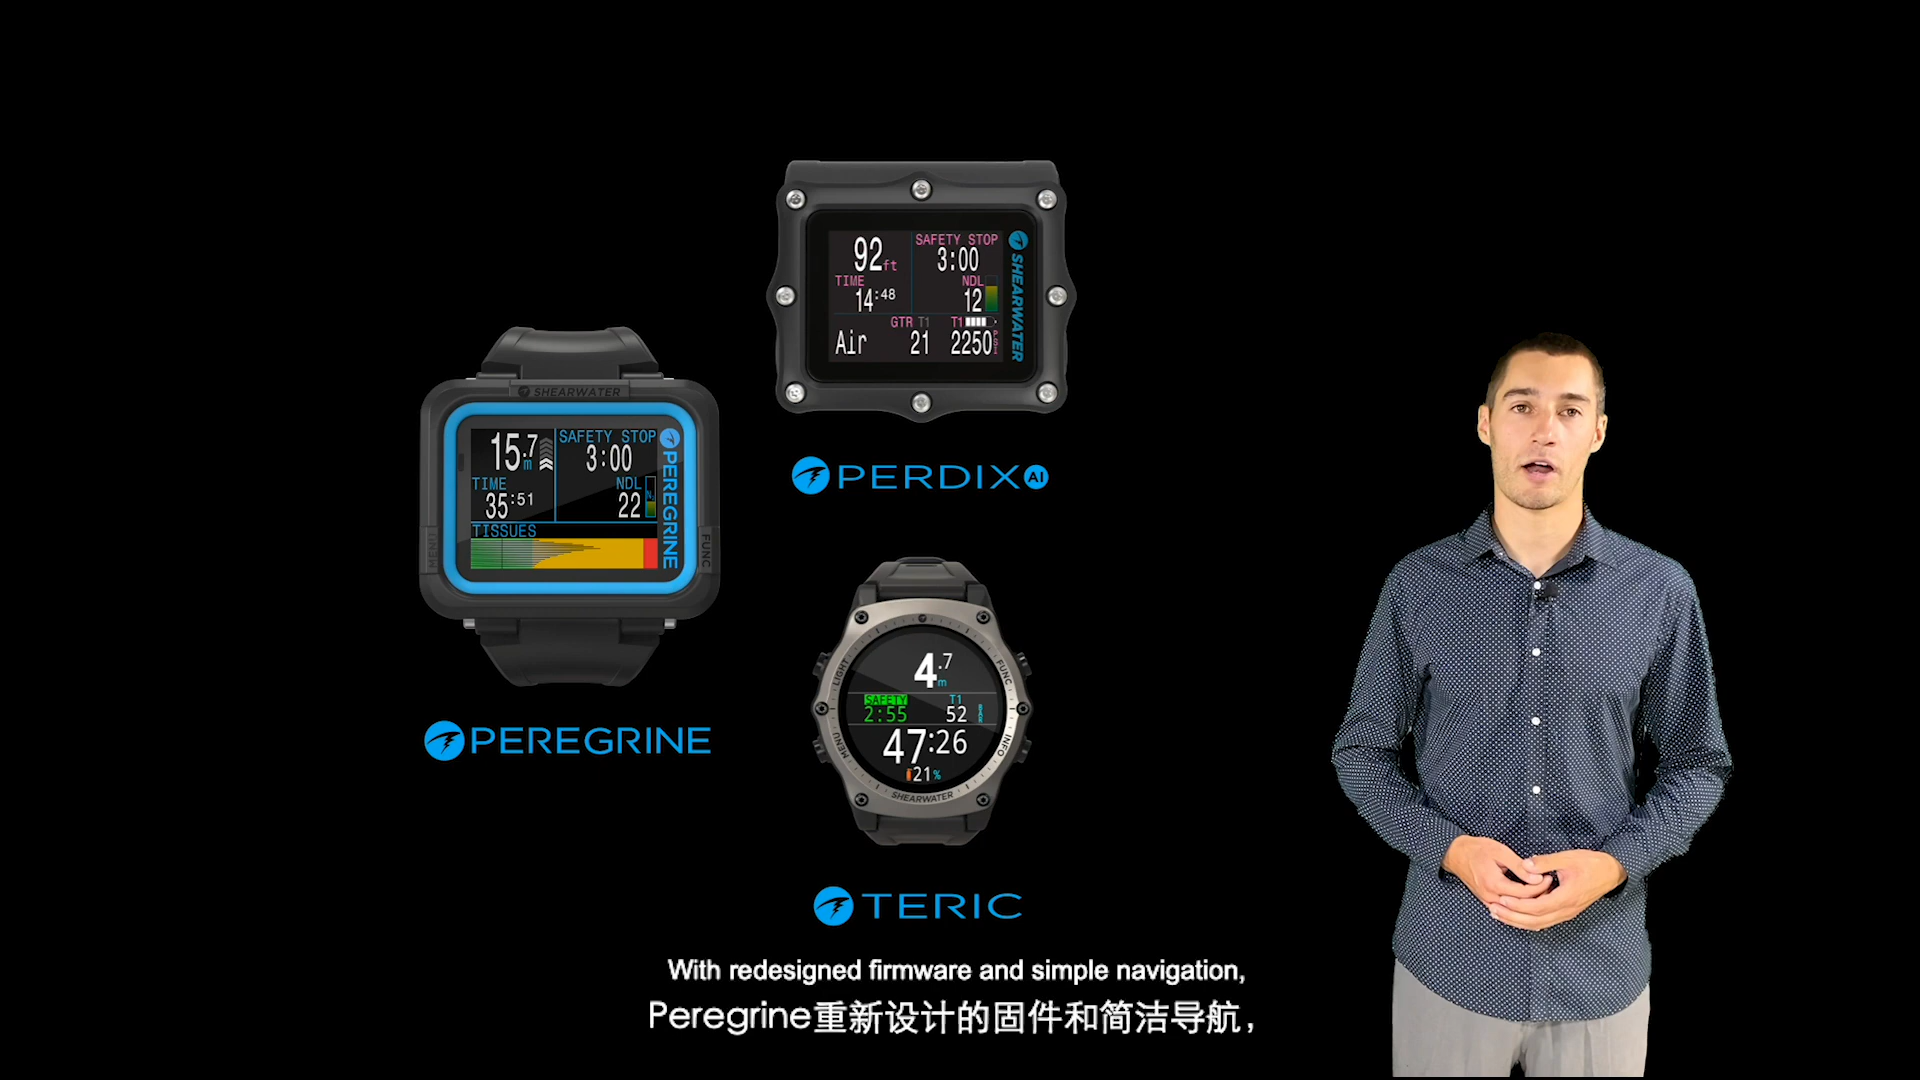 92ft
SAFETY STOP
3:00
TIME
14:48
NDL
12
GTR T1
T1
Air
21
2250
PSI
SHEARWATER
PERDIX AI
SHEARWATER
15.7m
SAFETY STOP
3:00
TIME
35:51
NDL
22
N₂
TISSUES
PEREGRINE
MENU
FUNC
PEREGRINE
4.7m
SAFETY
2:55
T1
52
47:26
21%
LIGHT
FUNC
MENU
INFO
SHEARWATER
TERIC
With redesigned firmware and simple navigation,
Peregrine重新设计的固件和简洁导航，